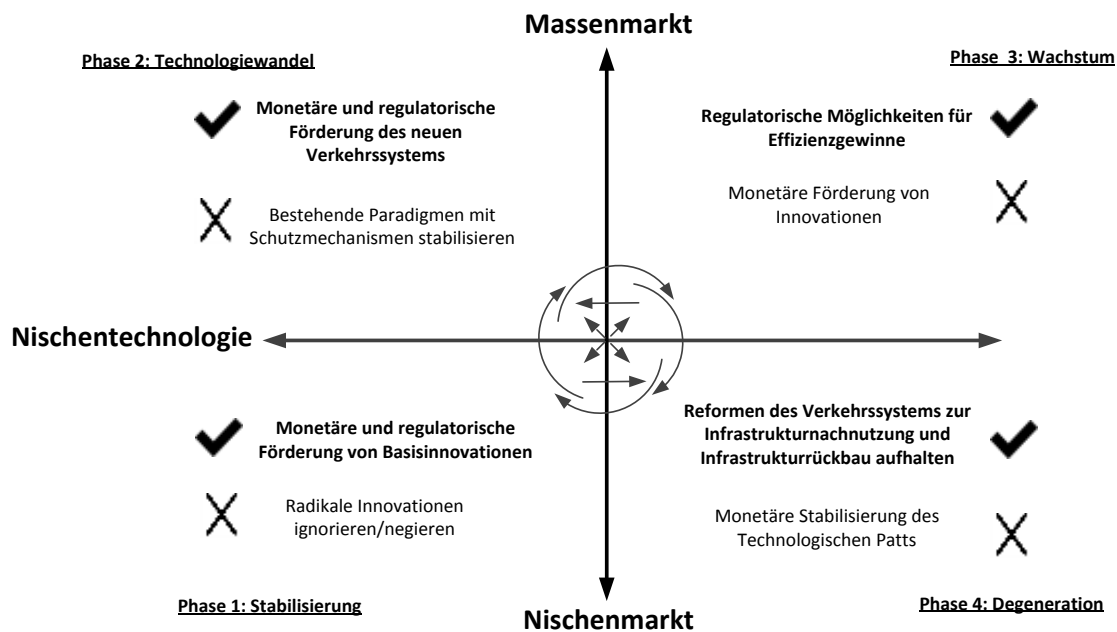 Massenmarkt
Phase 2: Technologiewandel
Phase 3: Wachstum
Monetäre und regulatorische
Förderung des neuen
Verkehrssystems
Regulatorische Möglichkeiten für
Effizienzgewinne
Bestehende Paradigmen mit
Schutzmechanismen stabilisieren
Monetäre Förderung von
Innovationen
Nischentechnologie
Monetäre und regulatorische
Förderung von Basisinnovationen
Reformen des Verkehrssystems zur
Infrastrukturnachnutzung und
Infrastrukturrückbau aufhalten
Radikale Innovationen
ignorieren/negieren
Monetäre Stabilisierung des
Technologischen Patts
Phase 1: Stabilisierung
Nischenmarkt
Phase 4: Degeneration